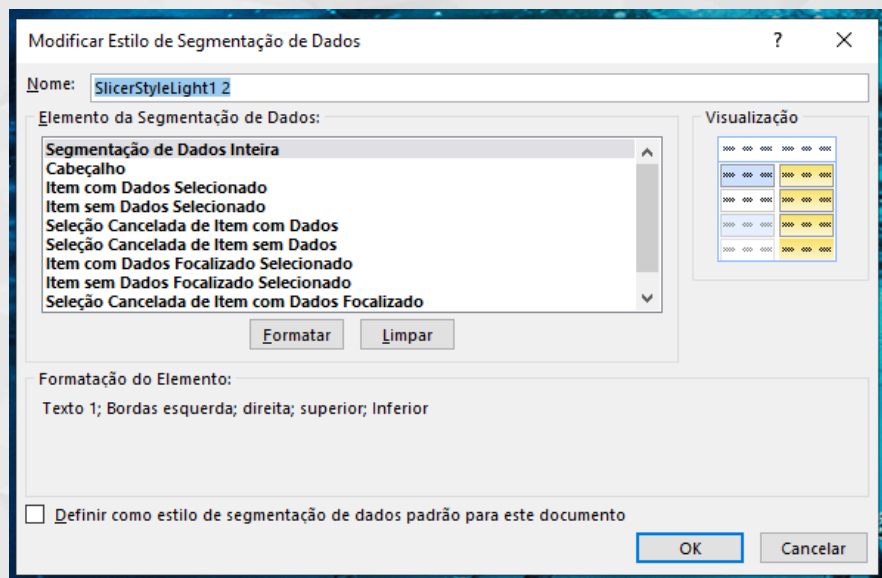 Modificar Estilo de Segmentação de Dados
?
Nome: SlicerStyleLight1 2
Elemento da Segmentação de Dados:
Segmentação de Dados Inteira
Cabeçalho
Item com Dados Selecionado
Item sem Dados Selecionado
Seleção Cancelada de Item com Dados
Seleção Cancelada de Item sem Dados
Item com Dados Focalizado Selecionado
Item sem Dados Focalizado Selecionado
Seleção Cancelada de Item com Dados Focalizado
Formatar Limpar
Visualização
Formatação do Elemento:
Texto 1; Bordas esquerda; direita; superior; Inferior
Definir como estilo de segmentação de dados padrão para este documento
OK Cancelar